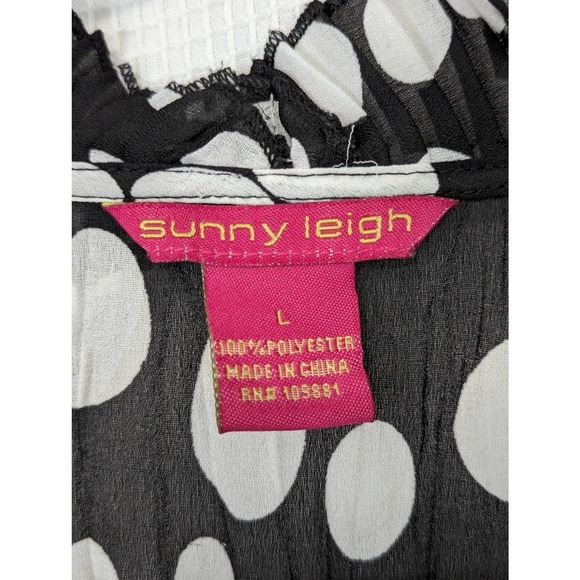 sunny leigh
L
100% POLYESTER
MADE IN CHINA
RN# 109881